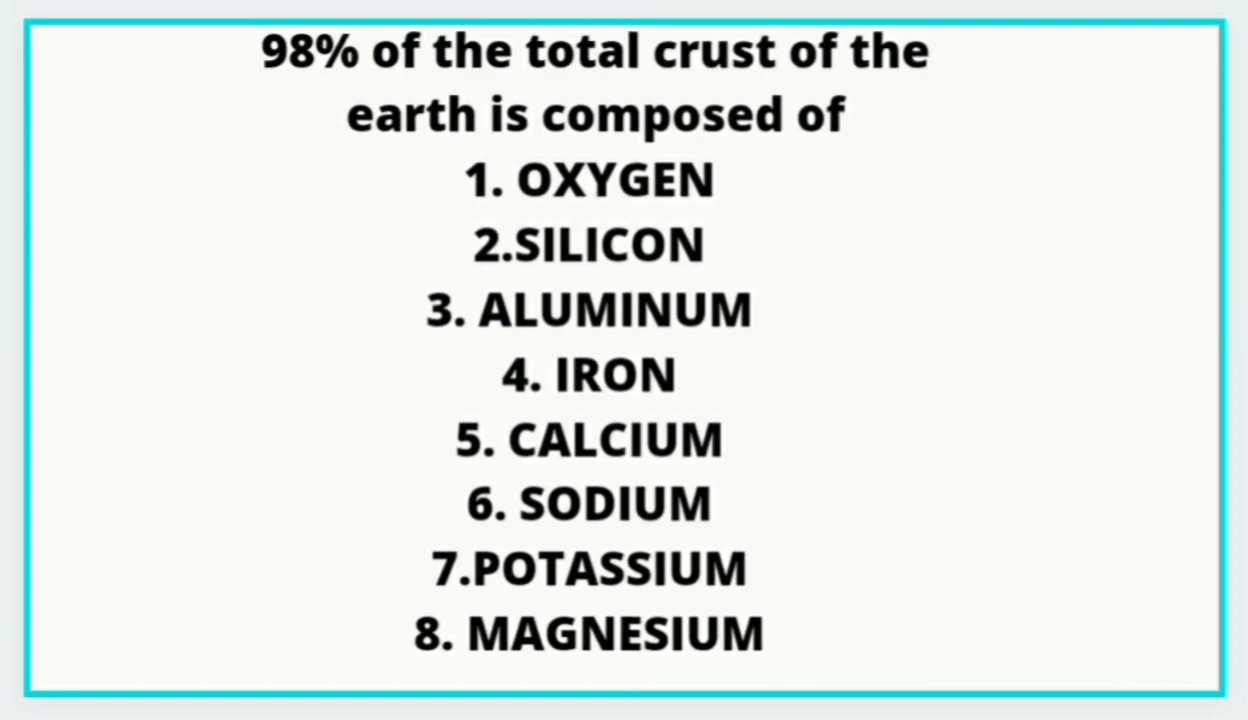 98% of the total crust of the
earth is composed of
1. OXYGEN
2.SILICON
3. ALUMINUM
4. IRON
5. CALCIUM
6. SODIUM
7.POTASSIUM
8. MAGNESIUM